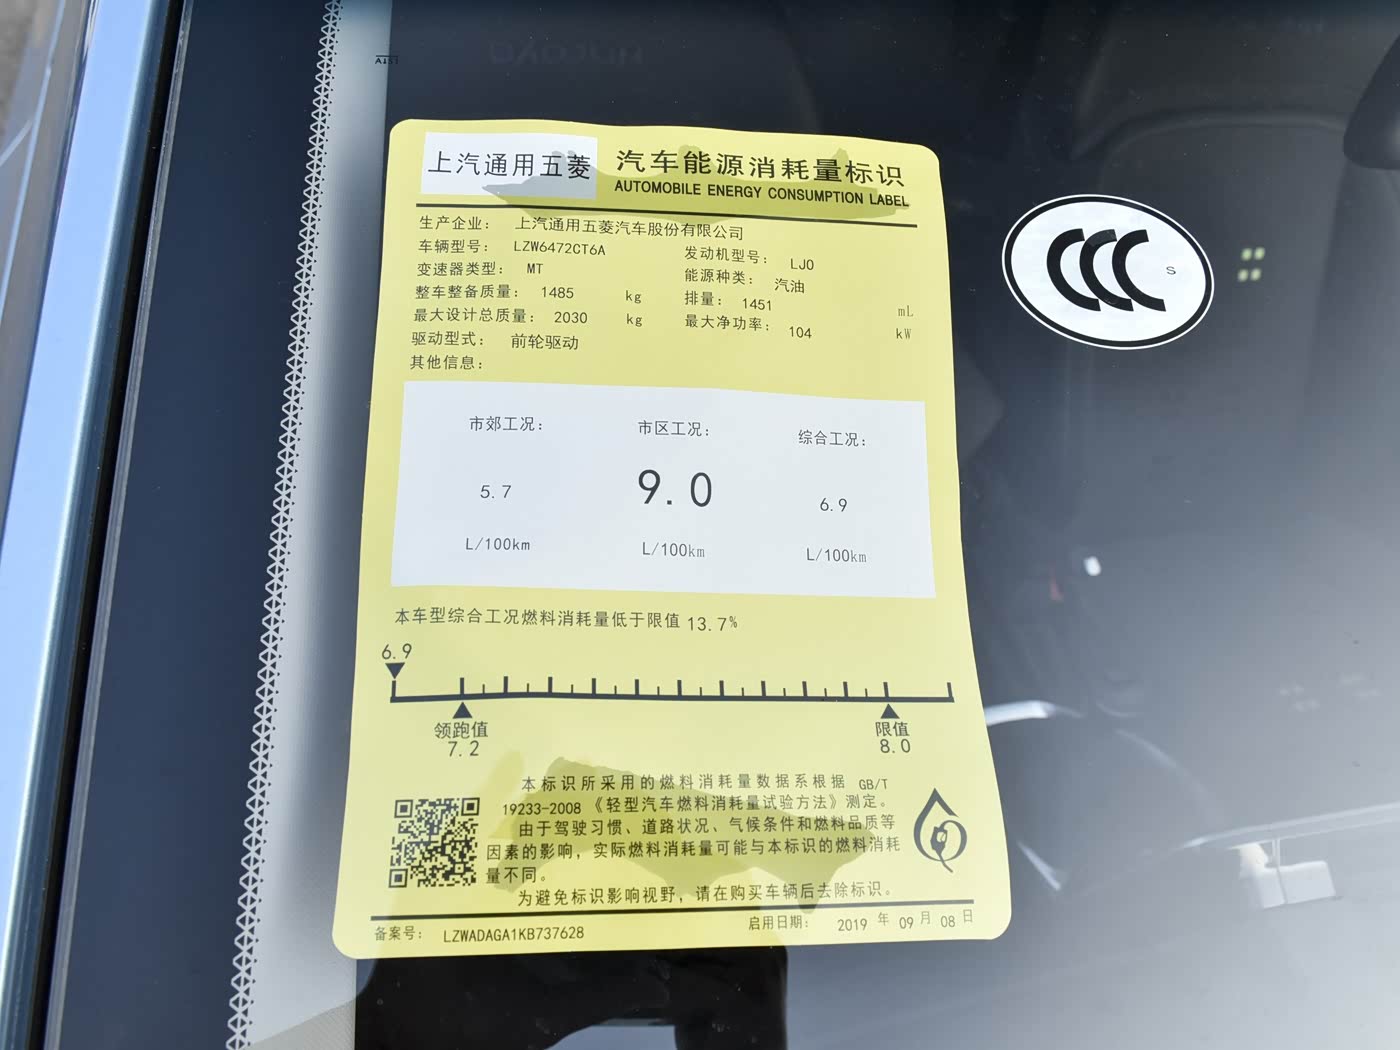 上汽通用五菱
汽车能源消耗量标识
AUTOMOBILE ENERGY CONSUMPTION LABEL
生产企业： 上汽通用五菱汽车股份有限公司
车辆型号： LZW6472CT6A 发动机型号： LJO
变速器类型： MT 能源种类： 汽油
整车整备质量： 1485 kg 排量： 1451 mL
最大设计总质量： 2030 kg 最大净功率： 104 kW
驱动型式： 前轮驱动
其他信息：
市郊工况： 市区工况： 综合工况：
5.7 9.0 6.9
L/100km L/100km L/100km
本车型综合工况燃料消耗量低于限值 13.7%
6.9
领跑值 限值
7.2 8.0
本标识所采用的燃料消耗量数据系根据 GB/T
19233-2008《轻型汽车燃料消耗量试验方法》测定。
由于驾驶习惯、道路状况、气候条件和燃料品质等
因素的影响，实际燃料消耗量可能与本标识的燃料消耗
量不同。
为避免标识影响视野，请在购买车辆后去除标识。
备案号： LZWADAGA1KB737628 启用日期： 2019 年 09 月 08 日
CCC
S